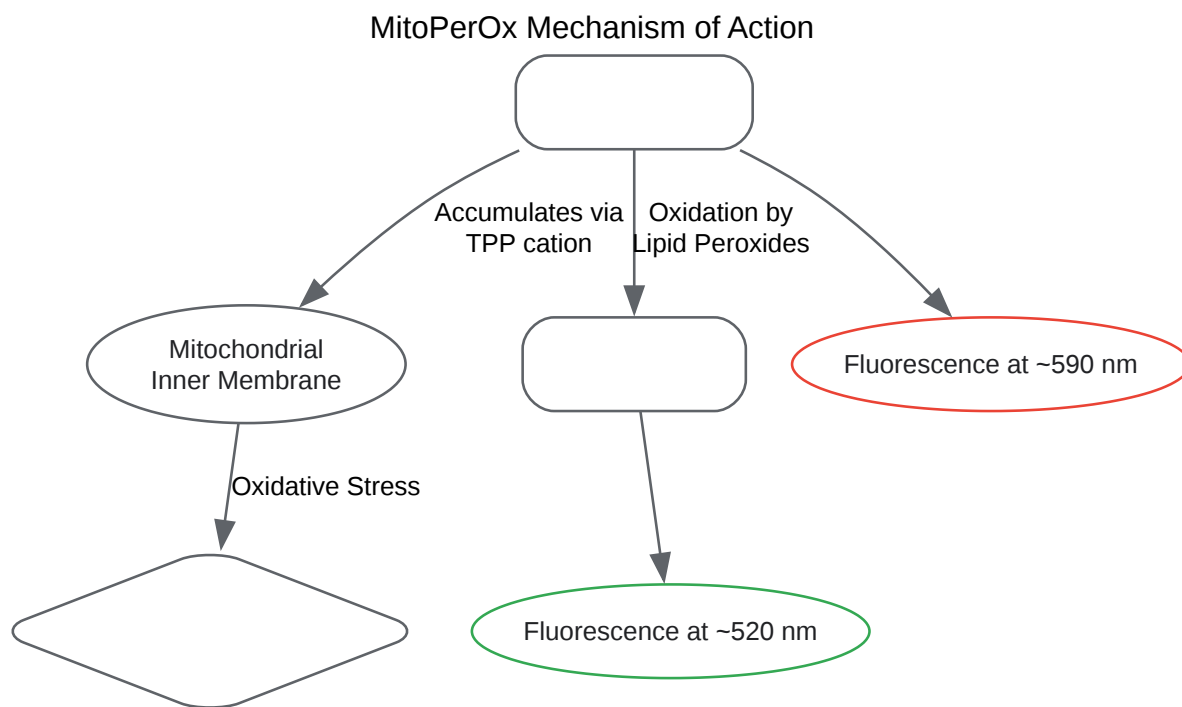 MitoPerOx Mechanism of Action
Accumulates via
TPP cation
Oxidation by
Lipid Peroxides
Mitochondrial
Inner Membrane
Fluorescence at ~590 nm
Oxidative Stress
Fluorescence at ~520 nm